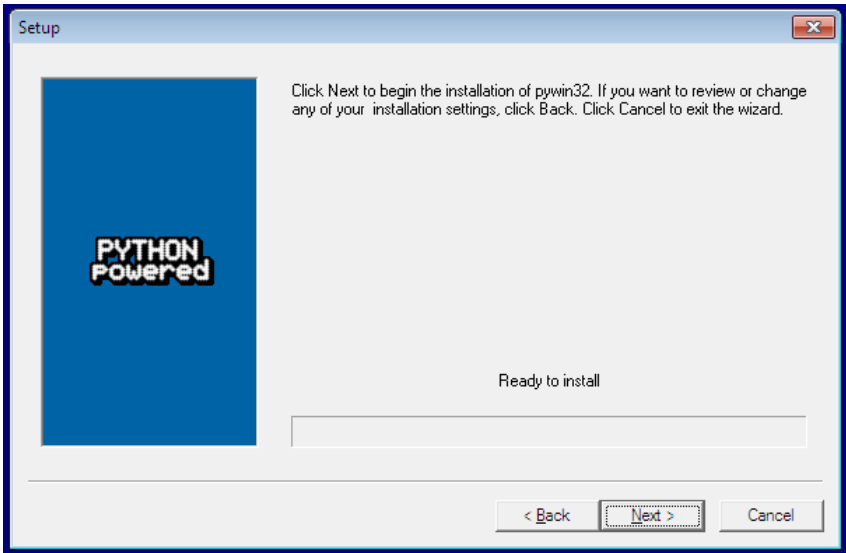 Setup
Click Next to begin the installation of pywin32. If you want to review or change
any of your  installation settings, click Back. Click Cancel to exit the wizard.
PYTHON
powered
Ready to install
< Back
Next >
Cancel